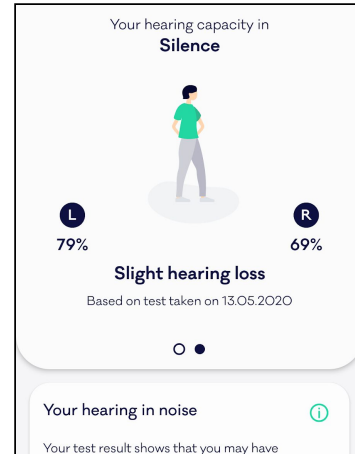 Your hearing capacity in
Silence
L
R
79%
69%
Slight hearing loss
Based on test taken on 13.05.2020
Your hearing in noise
Your test result shows that you may have